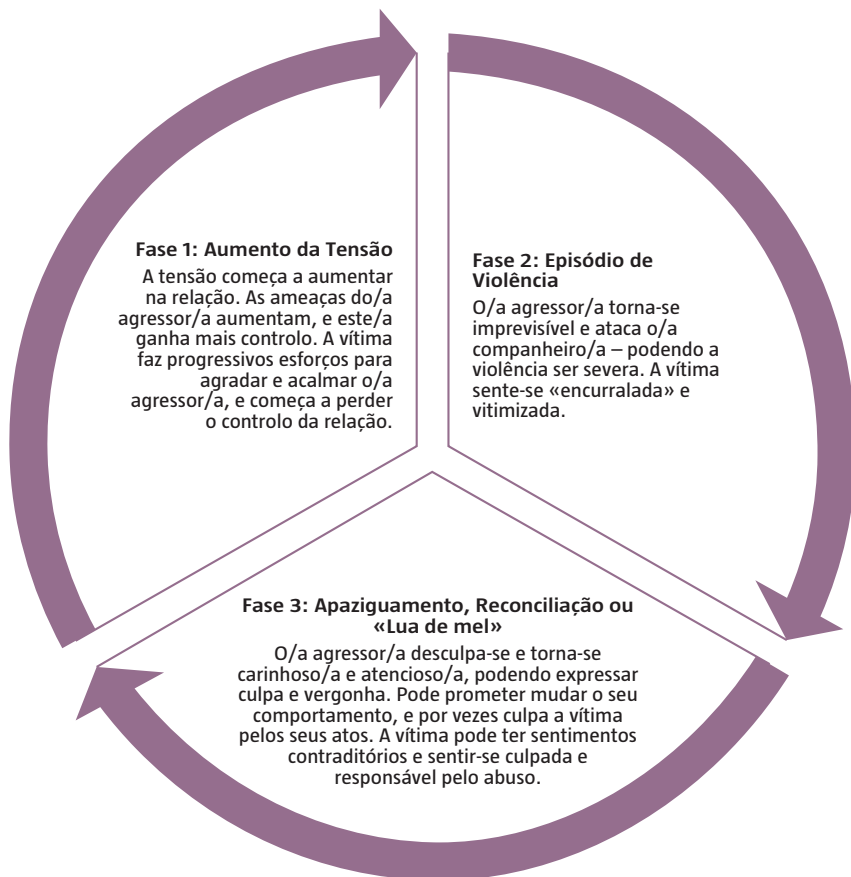 Fase 1: Aumento da Tensão
A tensão começa a aumentar
na relação. As ameaças do/a
agressor/a aumentam, e este/a
ganha mais controlo. A vítima
faz progressivos esforços para
agradar e acalmar o/a
agressor/a, e começa a perder
o controlo da relação.
Fase 2: Episódio de
Violência
O/a agressor/a torna-se
imprevisível e ataca o/a
companheiro/a – podendo a
violência ser severa. A vítima
sente-se «encurralada» e
vitimizada.
Fase 3: Apaziguamento, Reconciliação ou
«Lua de mel»
O/a agressor/a desculpa-se e torna-se
carinhoso/a e atencioso/a, podendo expressar
culpa e vergonha. Pode prometer mudar o seu
comportamento, e por vezes culpa a vítima
pelos seus atos. A vítima pode ter sentimentos
contraditórios e sentir-se culpada e
responsável pelo abuso.